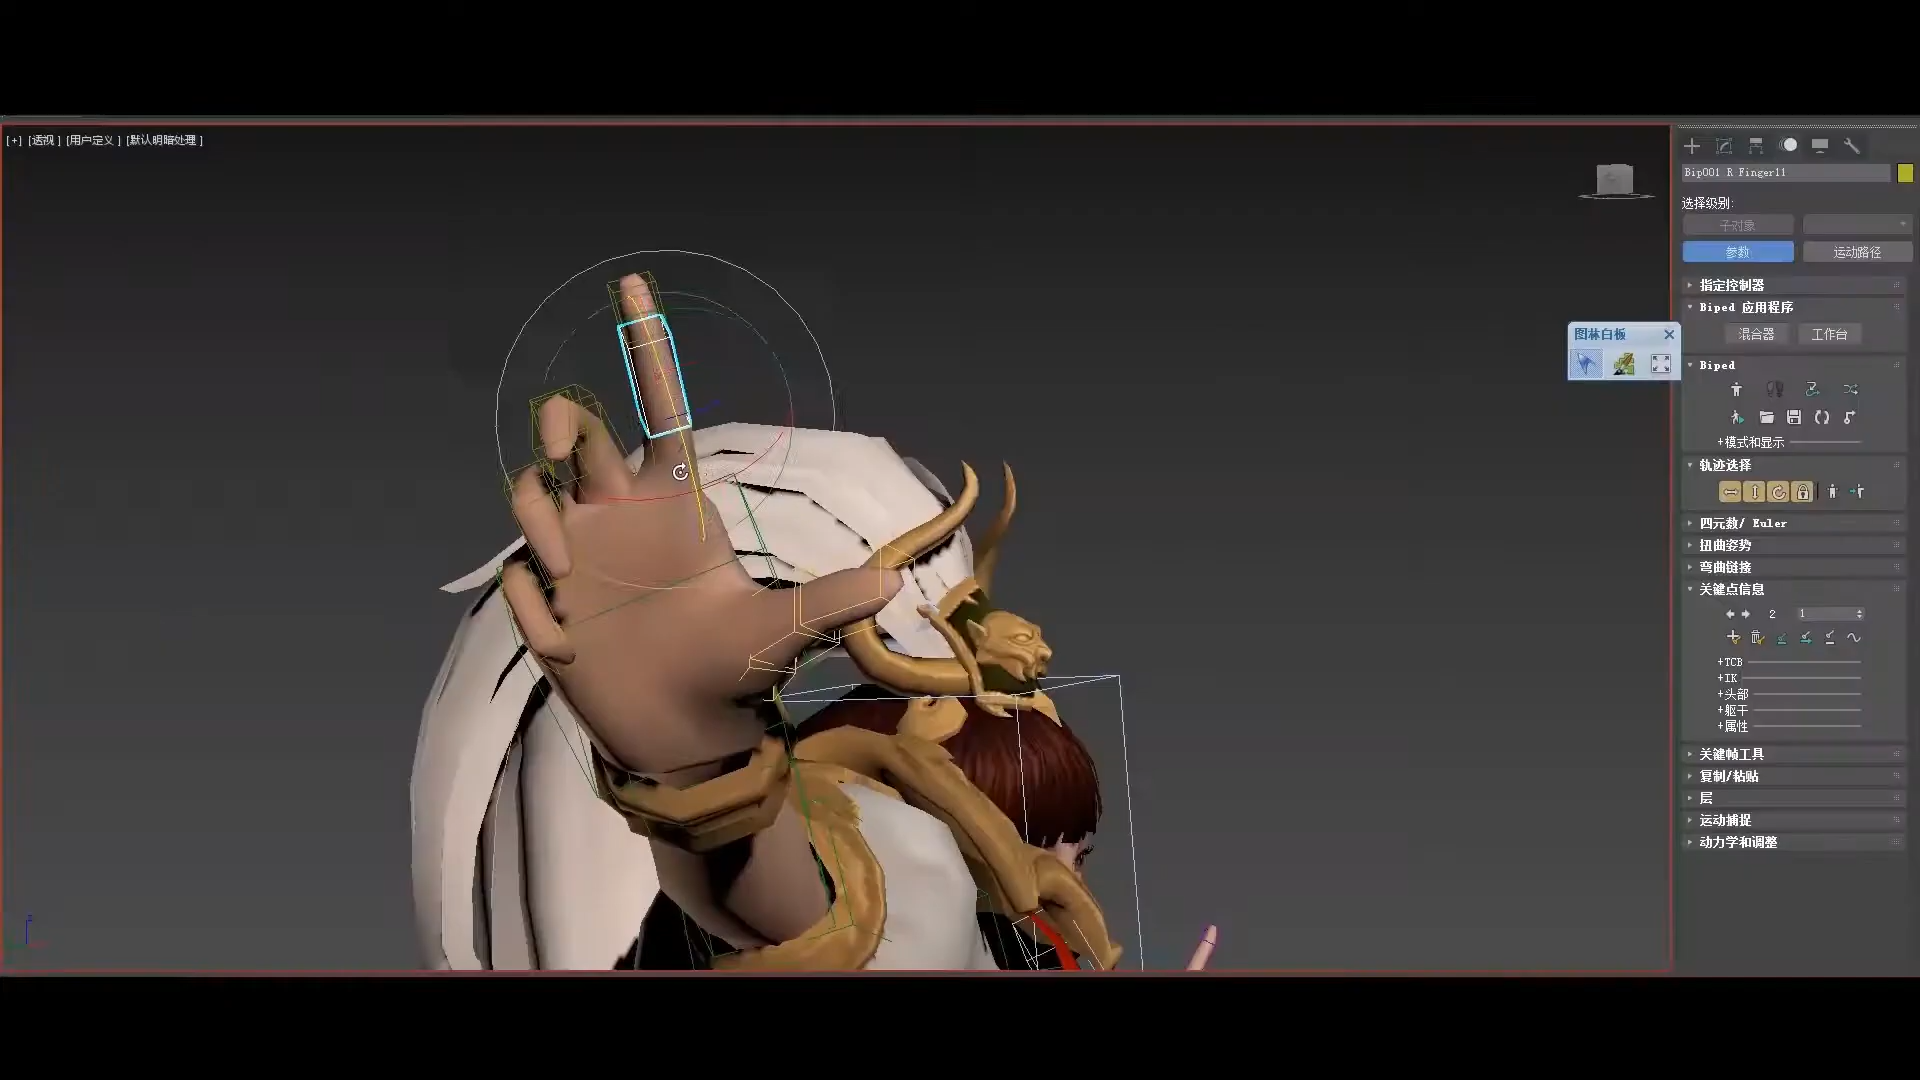 [+] [透视] [用户定义] [默认明暗处理]
Bip001 R Finger11
选择级别:
子对象
参数
运动路径
指定控制器
Biped 应用程序
混合器
工作台
图林白板
Biped
+模式和显示
轨迹选择
四元数/ Euler
扭曲姿势
弯曲链接
关键点信息
2
1
+TCB
+IK
+头部
+躯干
+属性
关键帧工具
复制/粘贴
层
运动捕捉
动力学和调整
z